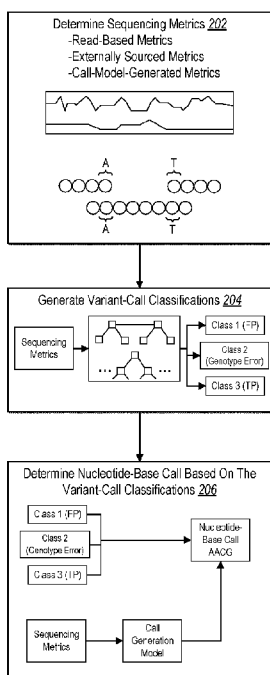 Determine Sequencing Metrics 202
-Read-Based Metrics
-Externally Sourced Metrics
-Call-Model-Generated Metrics
A T
A T
Generate Variant-Call Classifications 204
Sequencing
Metrics
... ...
Class 1 (FP)
Class 2
(Genotype Error)
Class 3 (TP)
Determine Nucleotide-Base Call Based On The
Variant-Call Classifications 206
Class 1 (FP)
Class 2
(Genotype Error)
Class 3 (TP)
Nucleotide-
Base Call
AACG
Sequencing
Metrics
Call
Generation
Model